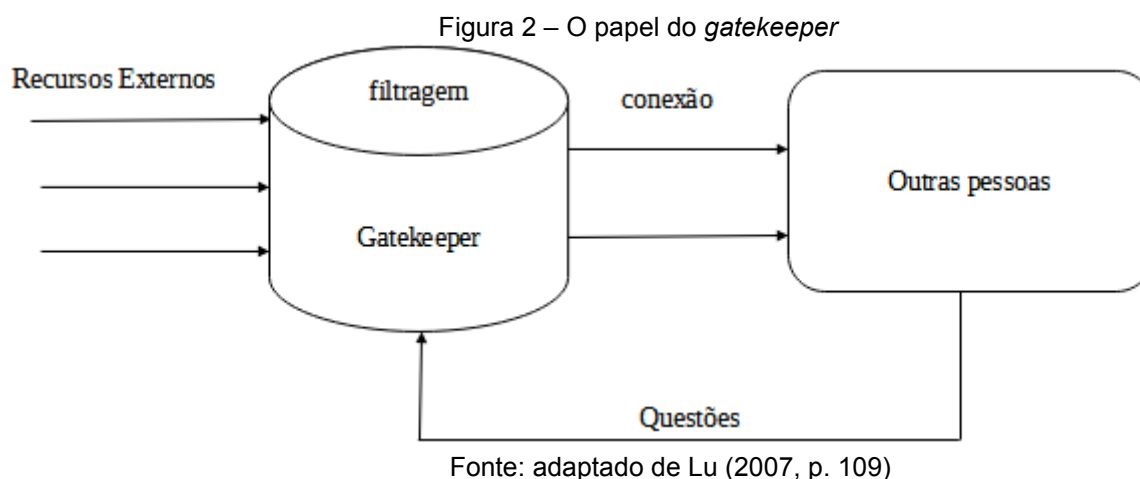 Figura 2 – O papel do gatekeeper
Recursos Externos
filtragem
conexão
Outras pessoas
Gatekeeper
Questões
Fonte: adaptado de Lu (2007, p. 109)